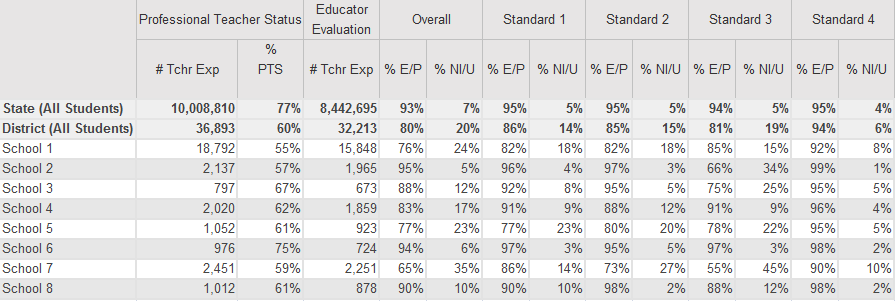 Professional Teacher Status Educator Evaluation Overall Standard 1 Standard 2 Standard 3 Standard 4
# Tchr Exp % PTS # Tchr Exp % E/P % NI/U % E/P % NI/U % E/P % NI/U % E/P % NI/U % E/P % NI/U
State (All Students) 10,008,810 77% 8,442,695 93% 7% 95% 5% 95% 5% 94% 5% 95% 4%
District (All Students) 36,893 60% 32,213 80% 20% 86% 14% 85% 15% 81% 19% 94% 6%
School 1 18,792 55% 15,848 76% 24% 82% 18% 82% 18% 85% 15% 92% 8%
School 2 2,137 57% 1,965 95% 5% 96% 4% 97% 3% 66% 34% 99% 1%
School 3 797 67% 673 88% 12% 92% 8% 95% 5% 75% 25% 95% 5%
School 4 2,020 62% 1,859 83% 17% 91% 9% 88% 12% 91% 9% 96% 4%
School 5 1,052 61% 923 77% 23% 77% 23% 80% 20% 78% 22% 95% 5%
School 6 976 75% 724 94% 6% 97% 3% 95% 5% 97% 3% 98% 2%
School 7 2,451 59% 2,251 65% 35% 86% 14% 73% 27% 55% 45% 90% 10%
School 8 1,012 61% 878 90% 10% 90% 10% 98% 2% 88% 12% 98% 2%